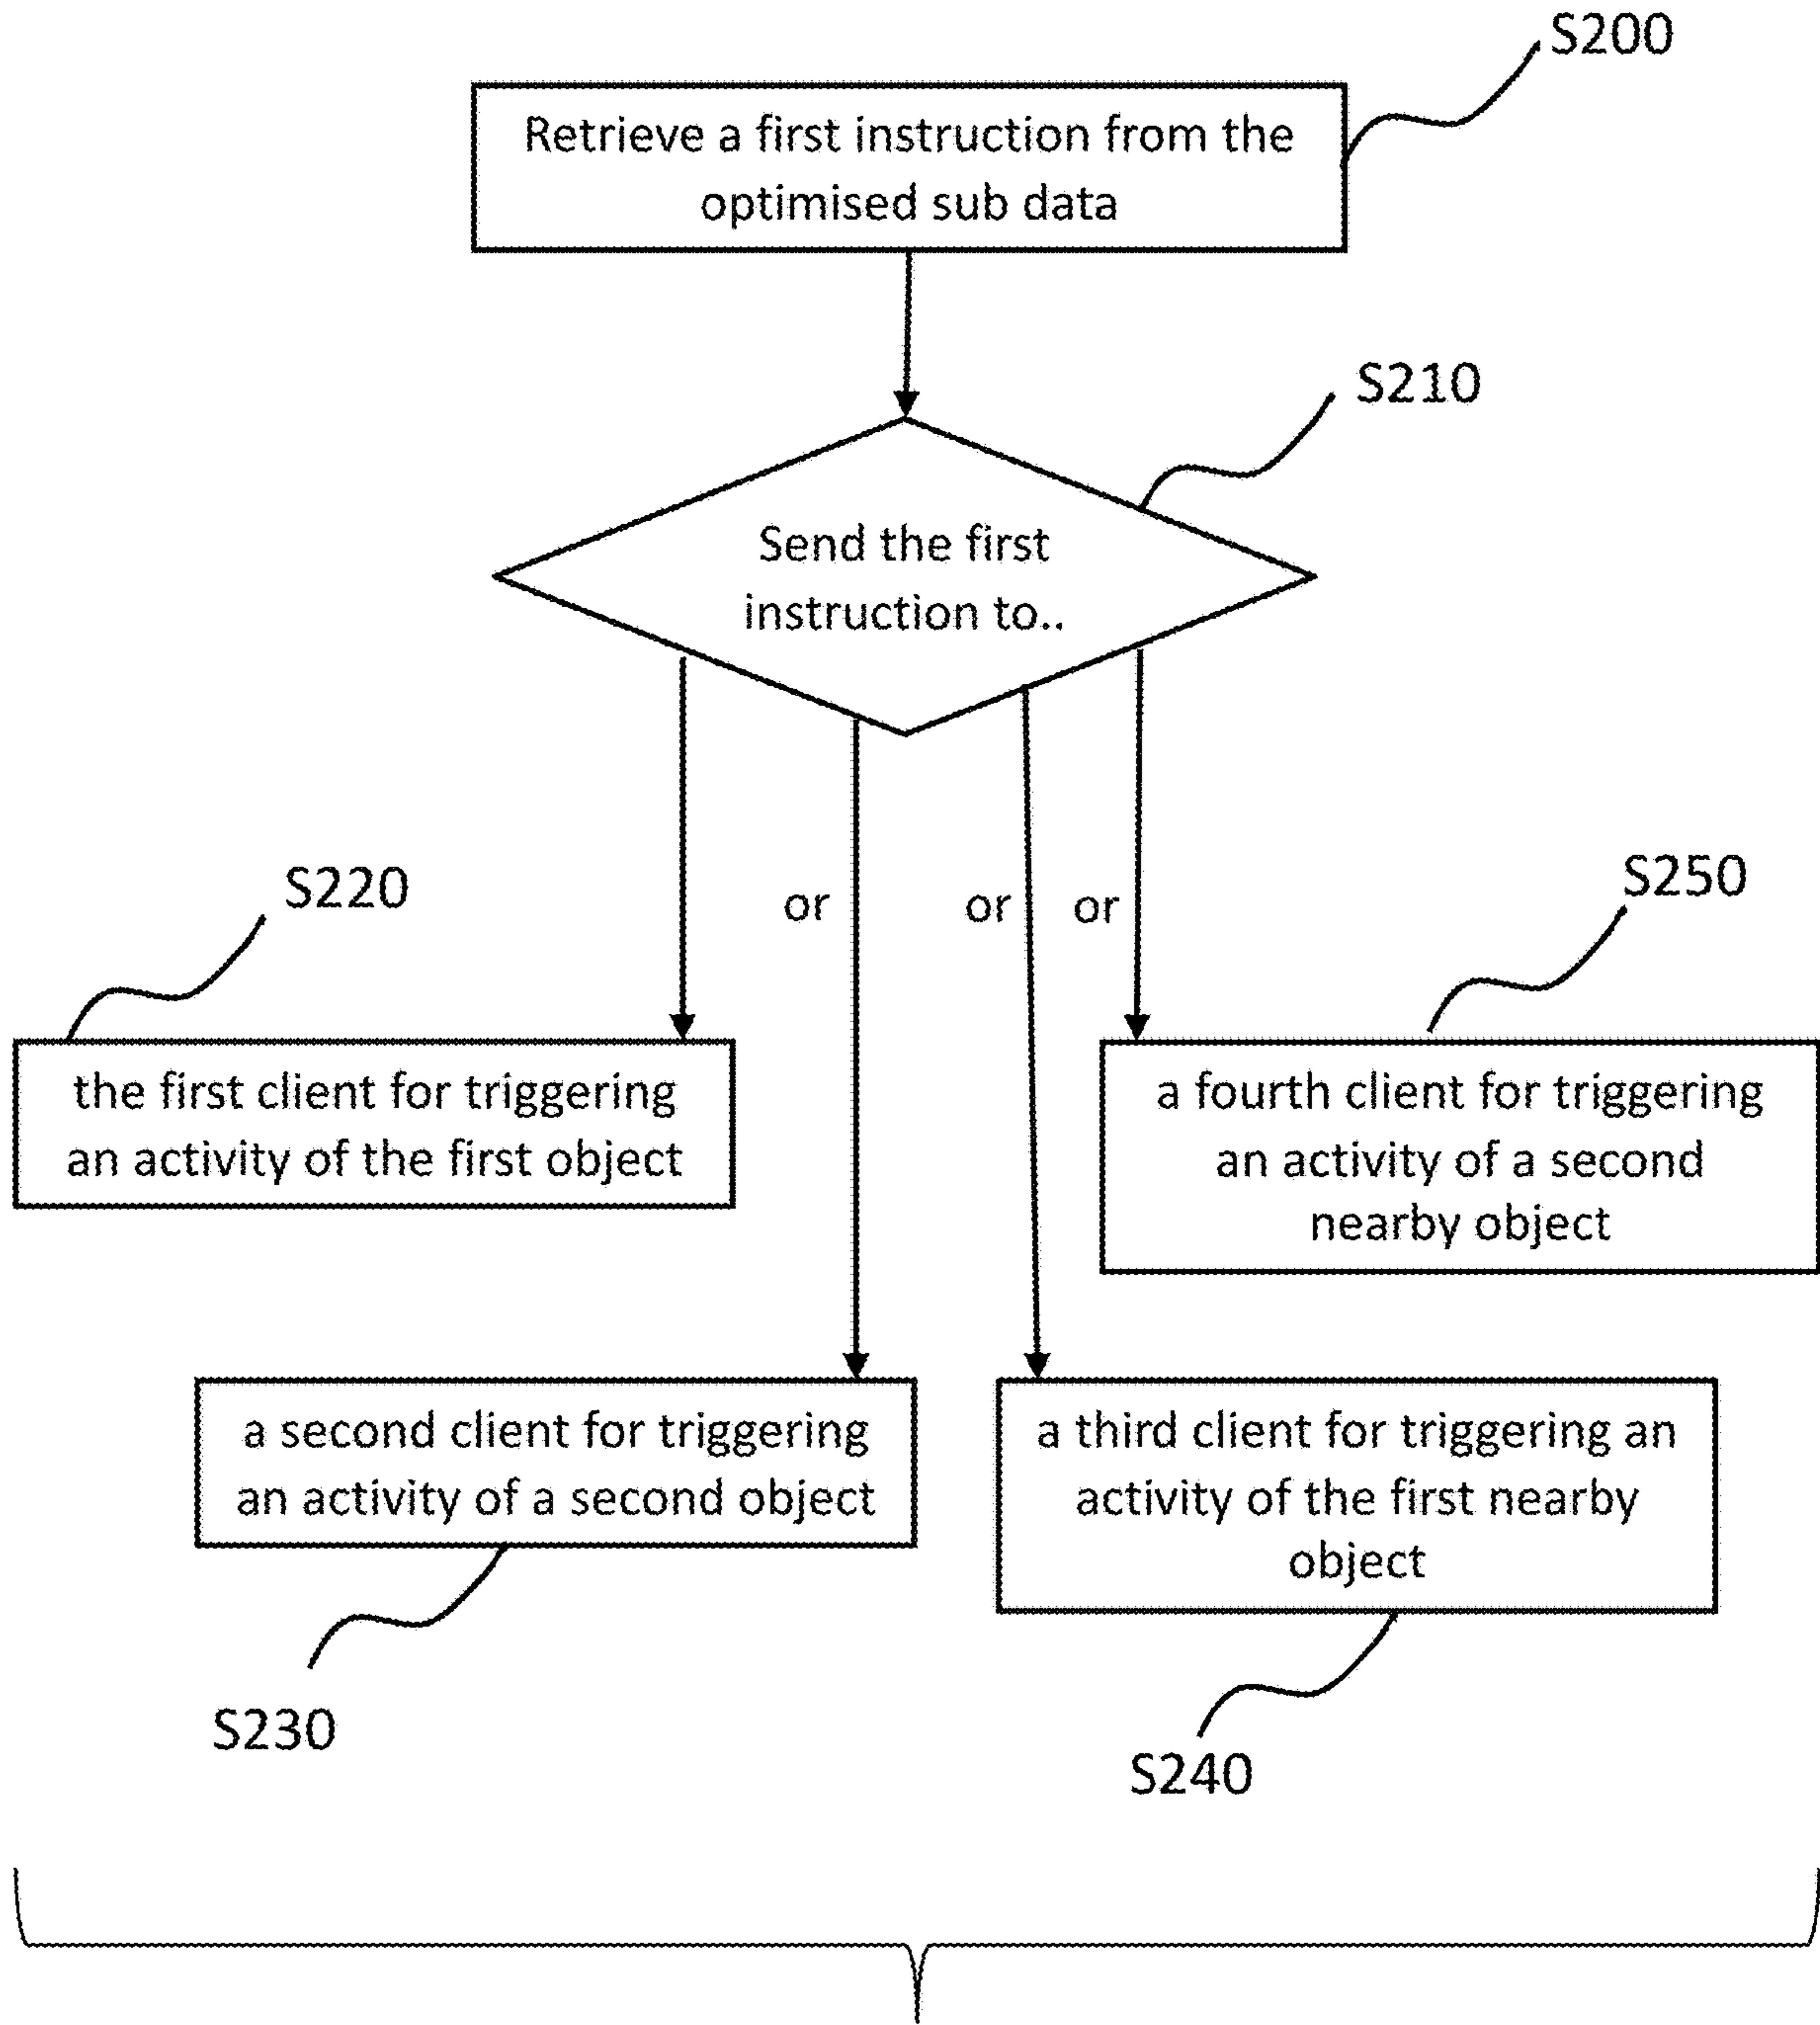 S200
Retrieve a first instruction from the
optimised sub data
S210
Send the first
instruction to..
S220
or
or
or
S250
the first client for triggering
an activity of the first object
a fourth client for triggering
an activity of a second
nearby object
a second client for triggering
an activity of a second object
a third client for triggering an
activity of the first nearby
object
S230
S240